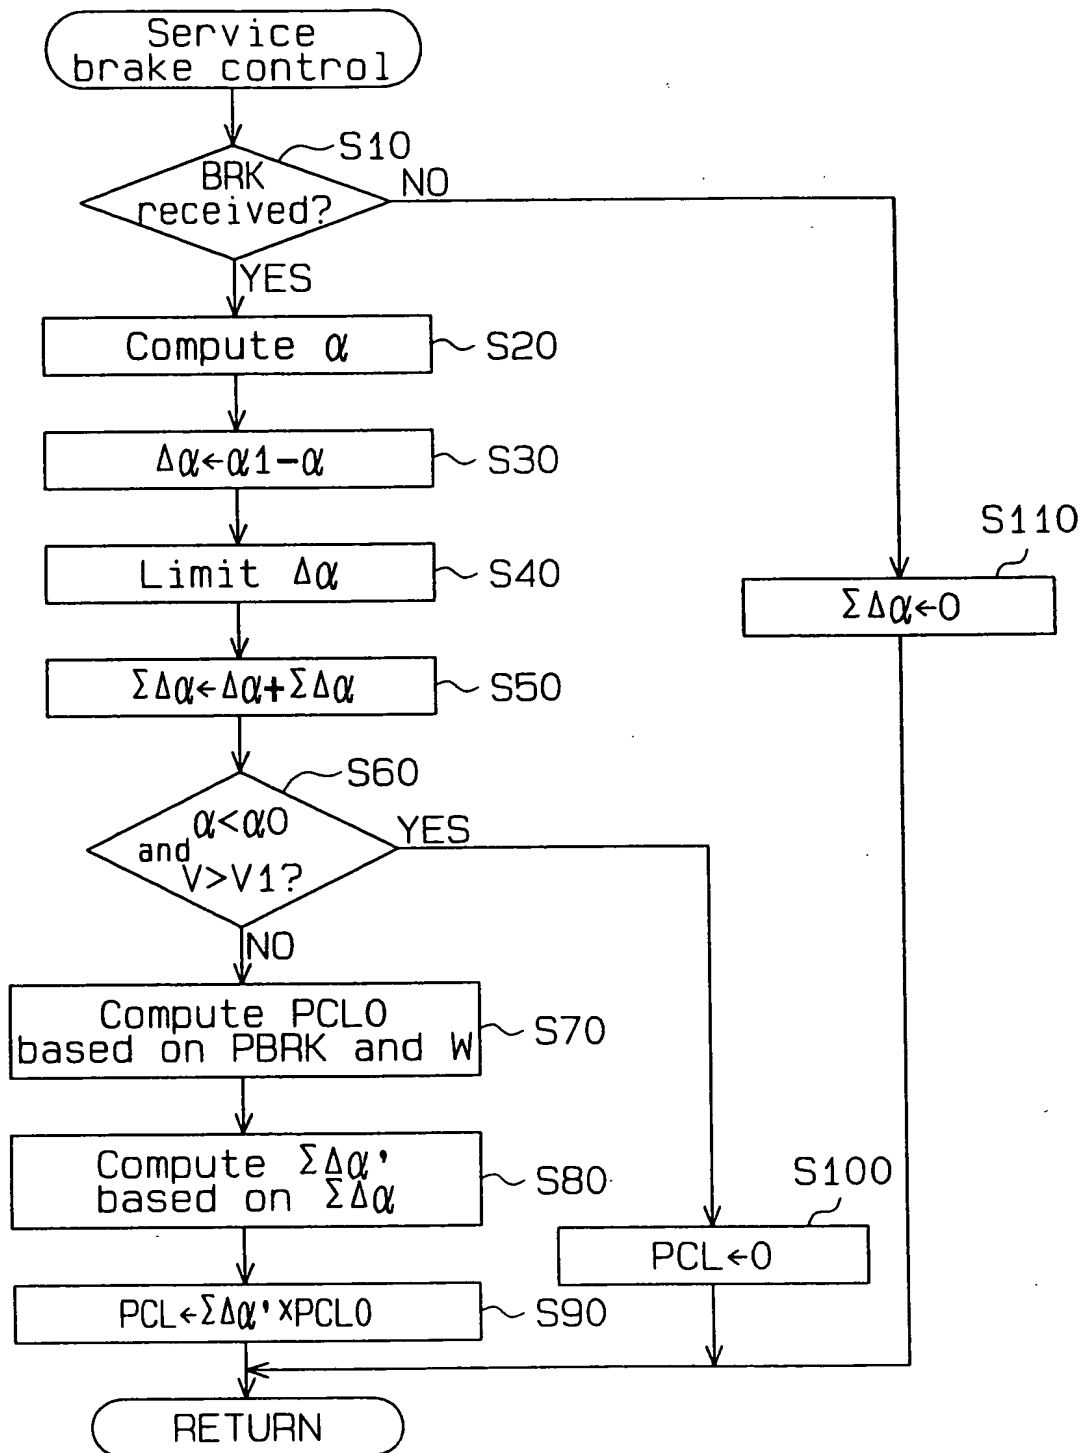 Service
brake control
S10
BRK
received?
NO
YES
Compute α
S20
Δα←α1-α
S30
Limit Δα
S40
S110
ΣΔα←0
ΣΔα←Δα+ΣΔα
S50
S60
α<α0
and
V>V1?
YES
NO
Compute PCL0
based on PBRK and W
S70
Compute ΣΔα'
based on ΣΔα
S80
S100
PCL←0
PCL←ΣΔα'×PCL0
S90
RETURN